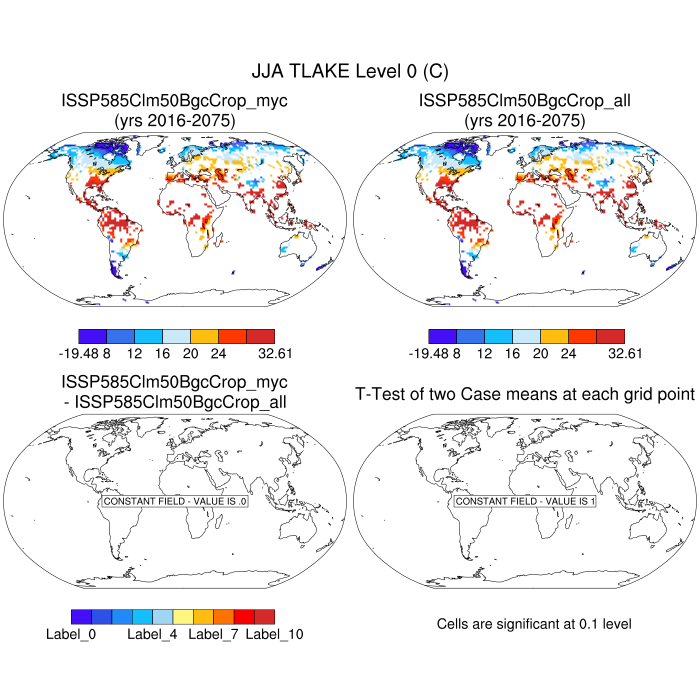 JJA TLAKE Level 0 (C)
ISSP585Clm50BgcCrop_myc
(yrs 2016-2075)
ISSP585Clm50BgcCrop_all
(yrs 2016-2075)
-19.48 8 12 16 20 24 32.61
-19.48 8 12 16 20 24 32.61
ISSP585Clm50BgcCrop_myc
- ISSP585Clm50BgcCrop_all
T-Test of two Case means at each grid point
CONSTANT FIELD - VALUE IS .0
CONSTANT FIELD - VALUE IS 1
Label_0 Label_4 Label_7 Label_10
Cells are significant at 0.1 level